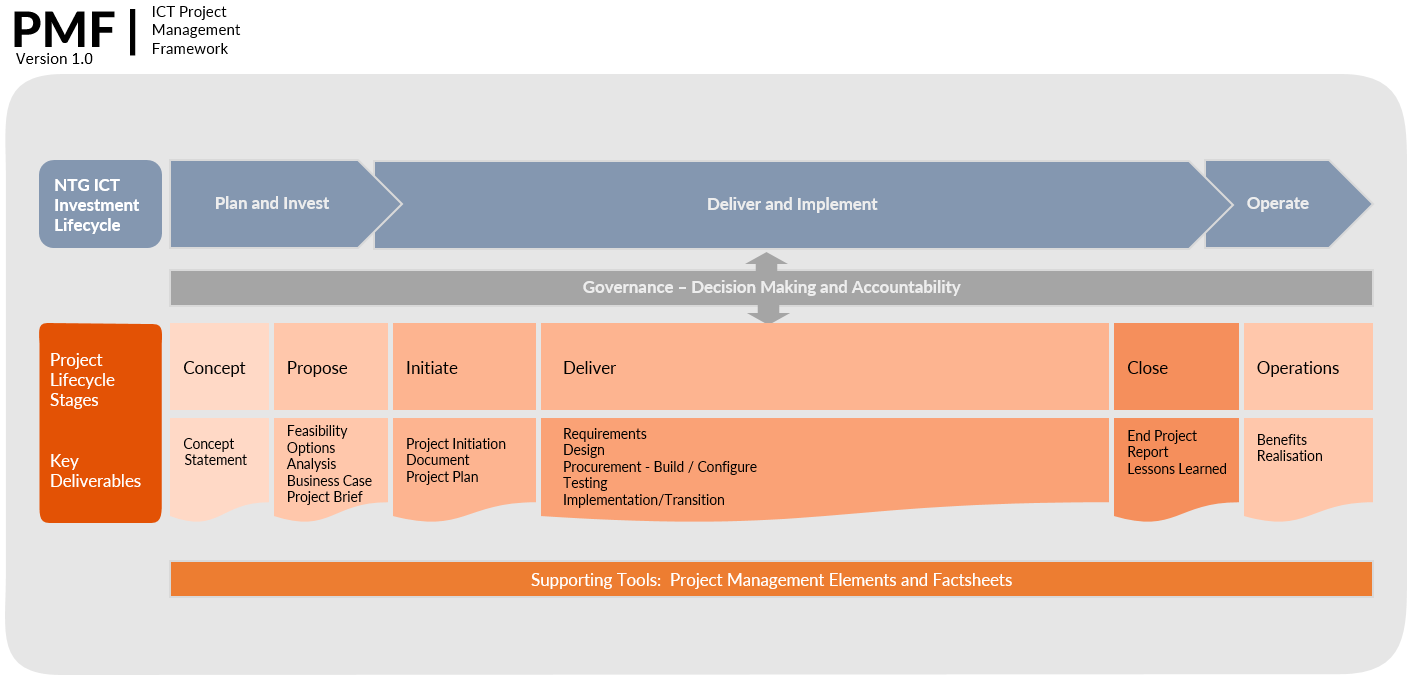 PMF
Version 1.0
ICT Project
Management
Framework
NTG ICT
Investment
Lifecycle
Plan and Invest
Deliver and Implement
Operate
Governance – Decision Making and Accountability
Project
Lifecycle
Stages
Concept
Propose
Initiate
Deliver
Close
Operations
Key
Deliverables
Concept
Statement
Feasibility
Options
Analysis
Business Case
Project Brief
Project Initiation
Document
Project Plan
Requirements
Design
Procurement - Build / Configure
Testing
Implementation/Transition
End Project
Report
Lessons Learned
Benefits
Realisation
Supporting Tools:  Project Management Elements and Factsheets